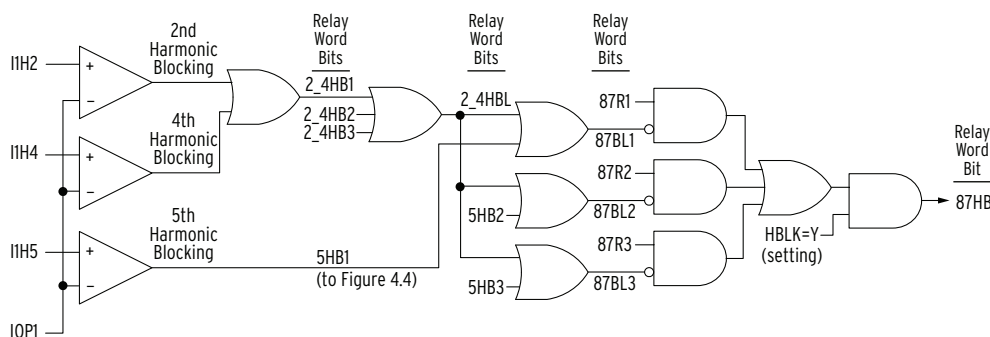 2nd
Harmonic
Blocking
Relay
Word
Bits
Relay
Word
Bits
Relay
Word
Bits
I1H2
+
−
2_4HB1
2_4HB2
2_4HB3
2_4HBL
87R1
87BL1
Relay
Word
Bit
4th
Harmonic
Blocking
I1H4
+
−
87R2
5HB2
87BL2
87HB
HBLK=Y
(setting)
5th
Harmonic
Blocking
I1H5
+
−
5HB1
(to Figure 4.4)
87R3
5HB3
87BL3
IOP1